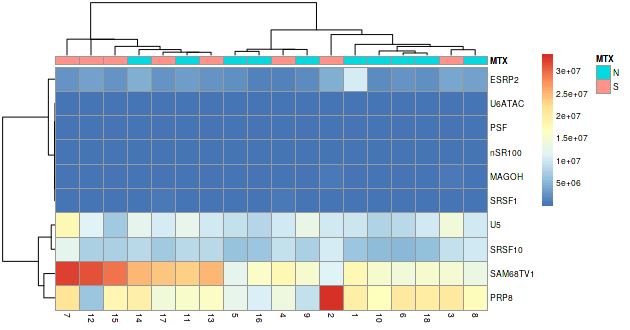 MTX
ESRP2
U6ATAC
PSF
nSR100
MAGOH
SRSF1
U5
SRSF10
SAM68TV1
PRP8
7 12 15 14 17 11 13 5 16 4 9 2 1 10 6 18 3 8
3e+07
2.5e+07
2e+07
1.5e+07
1e+07
5e+06
MTX
N
S